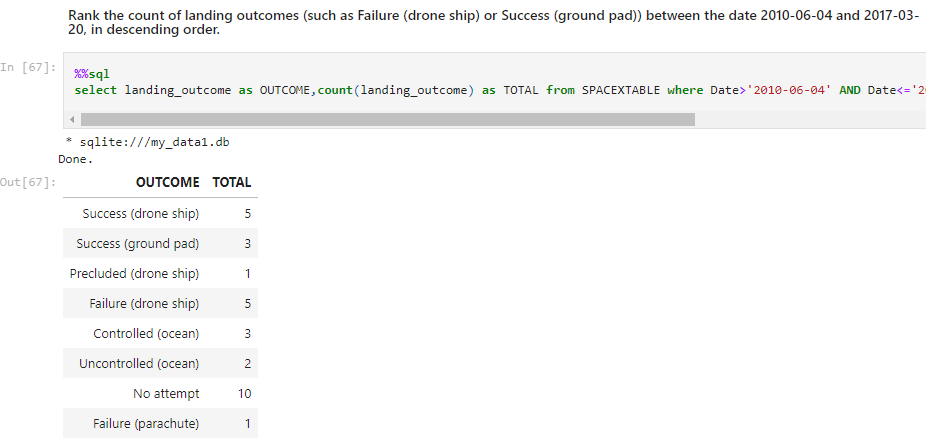 Rank the count of landing outcomes (such as Failure (drone ship) or Success (ground pad)) between the date 2010-06-04 and 2017-03-
20, in descending order.
In [67]:
%%sql
select landing_outcome as OUTCOME,count(landing_outcome) as TOTAL from SPACEXTABLE where Date>'2010-06-04' AND Date<='20
* sqlite:///my_data1.db
Done.
Out[67]:
OUTCOME TOTAL
Success (drone ship) 5
Success (ground pad) 3
Precluded (drone ship) 1
Failure (drone ship) 5
Controlled (ocean) 3
Uncontrolled (ocean) 2
No attempt 10
Failure (parachute) 1